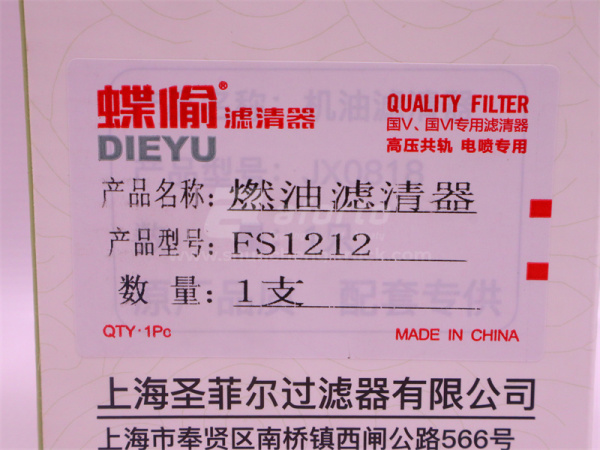 蝶愉® 滤清器
DIEYU
QUALITY FILTER
国Ⅴ、国Ⅵ专用滤清器
高压共轨 电喷专用
产品名称: 燃油滤清器
产品型号: FS1212
数量: 1支
QTY·1Pc
MADE IN CHINA
上海圣菲尔过滤器有限公司
上海市奉贤区南桥镇西闸公路566号